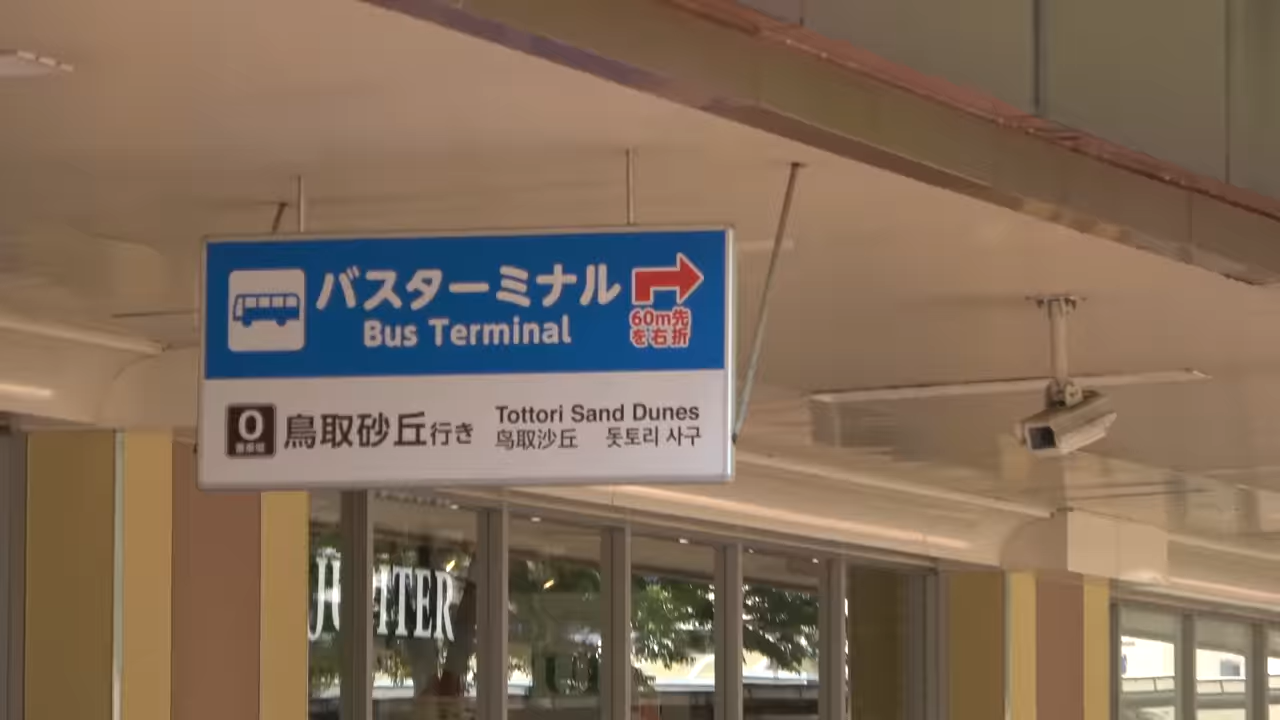 バスターミナル
Bus Terminal
60m先
を右折
0
鳥取砂丘行き
Tottori Sand Dunes
鸟取沙丘
돗토리 사구
JUPITER